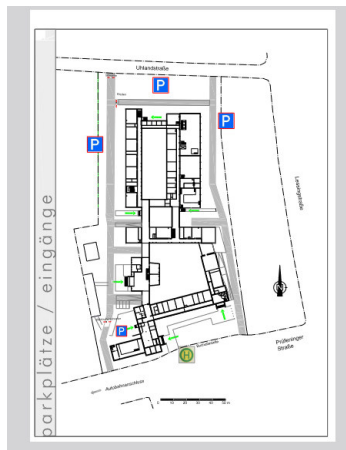 Uhlandstraße
P
P
P
Lessingstraße
parkplätze / eingänge
P
H
Prüfeninger
Straße